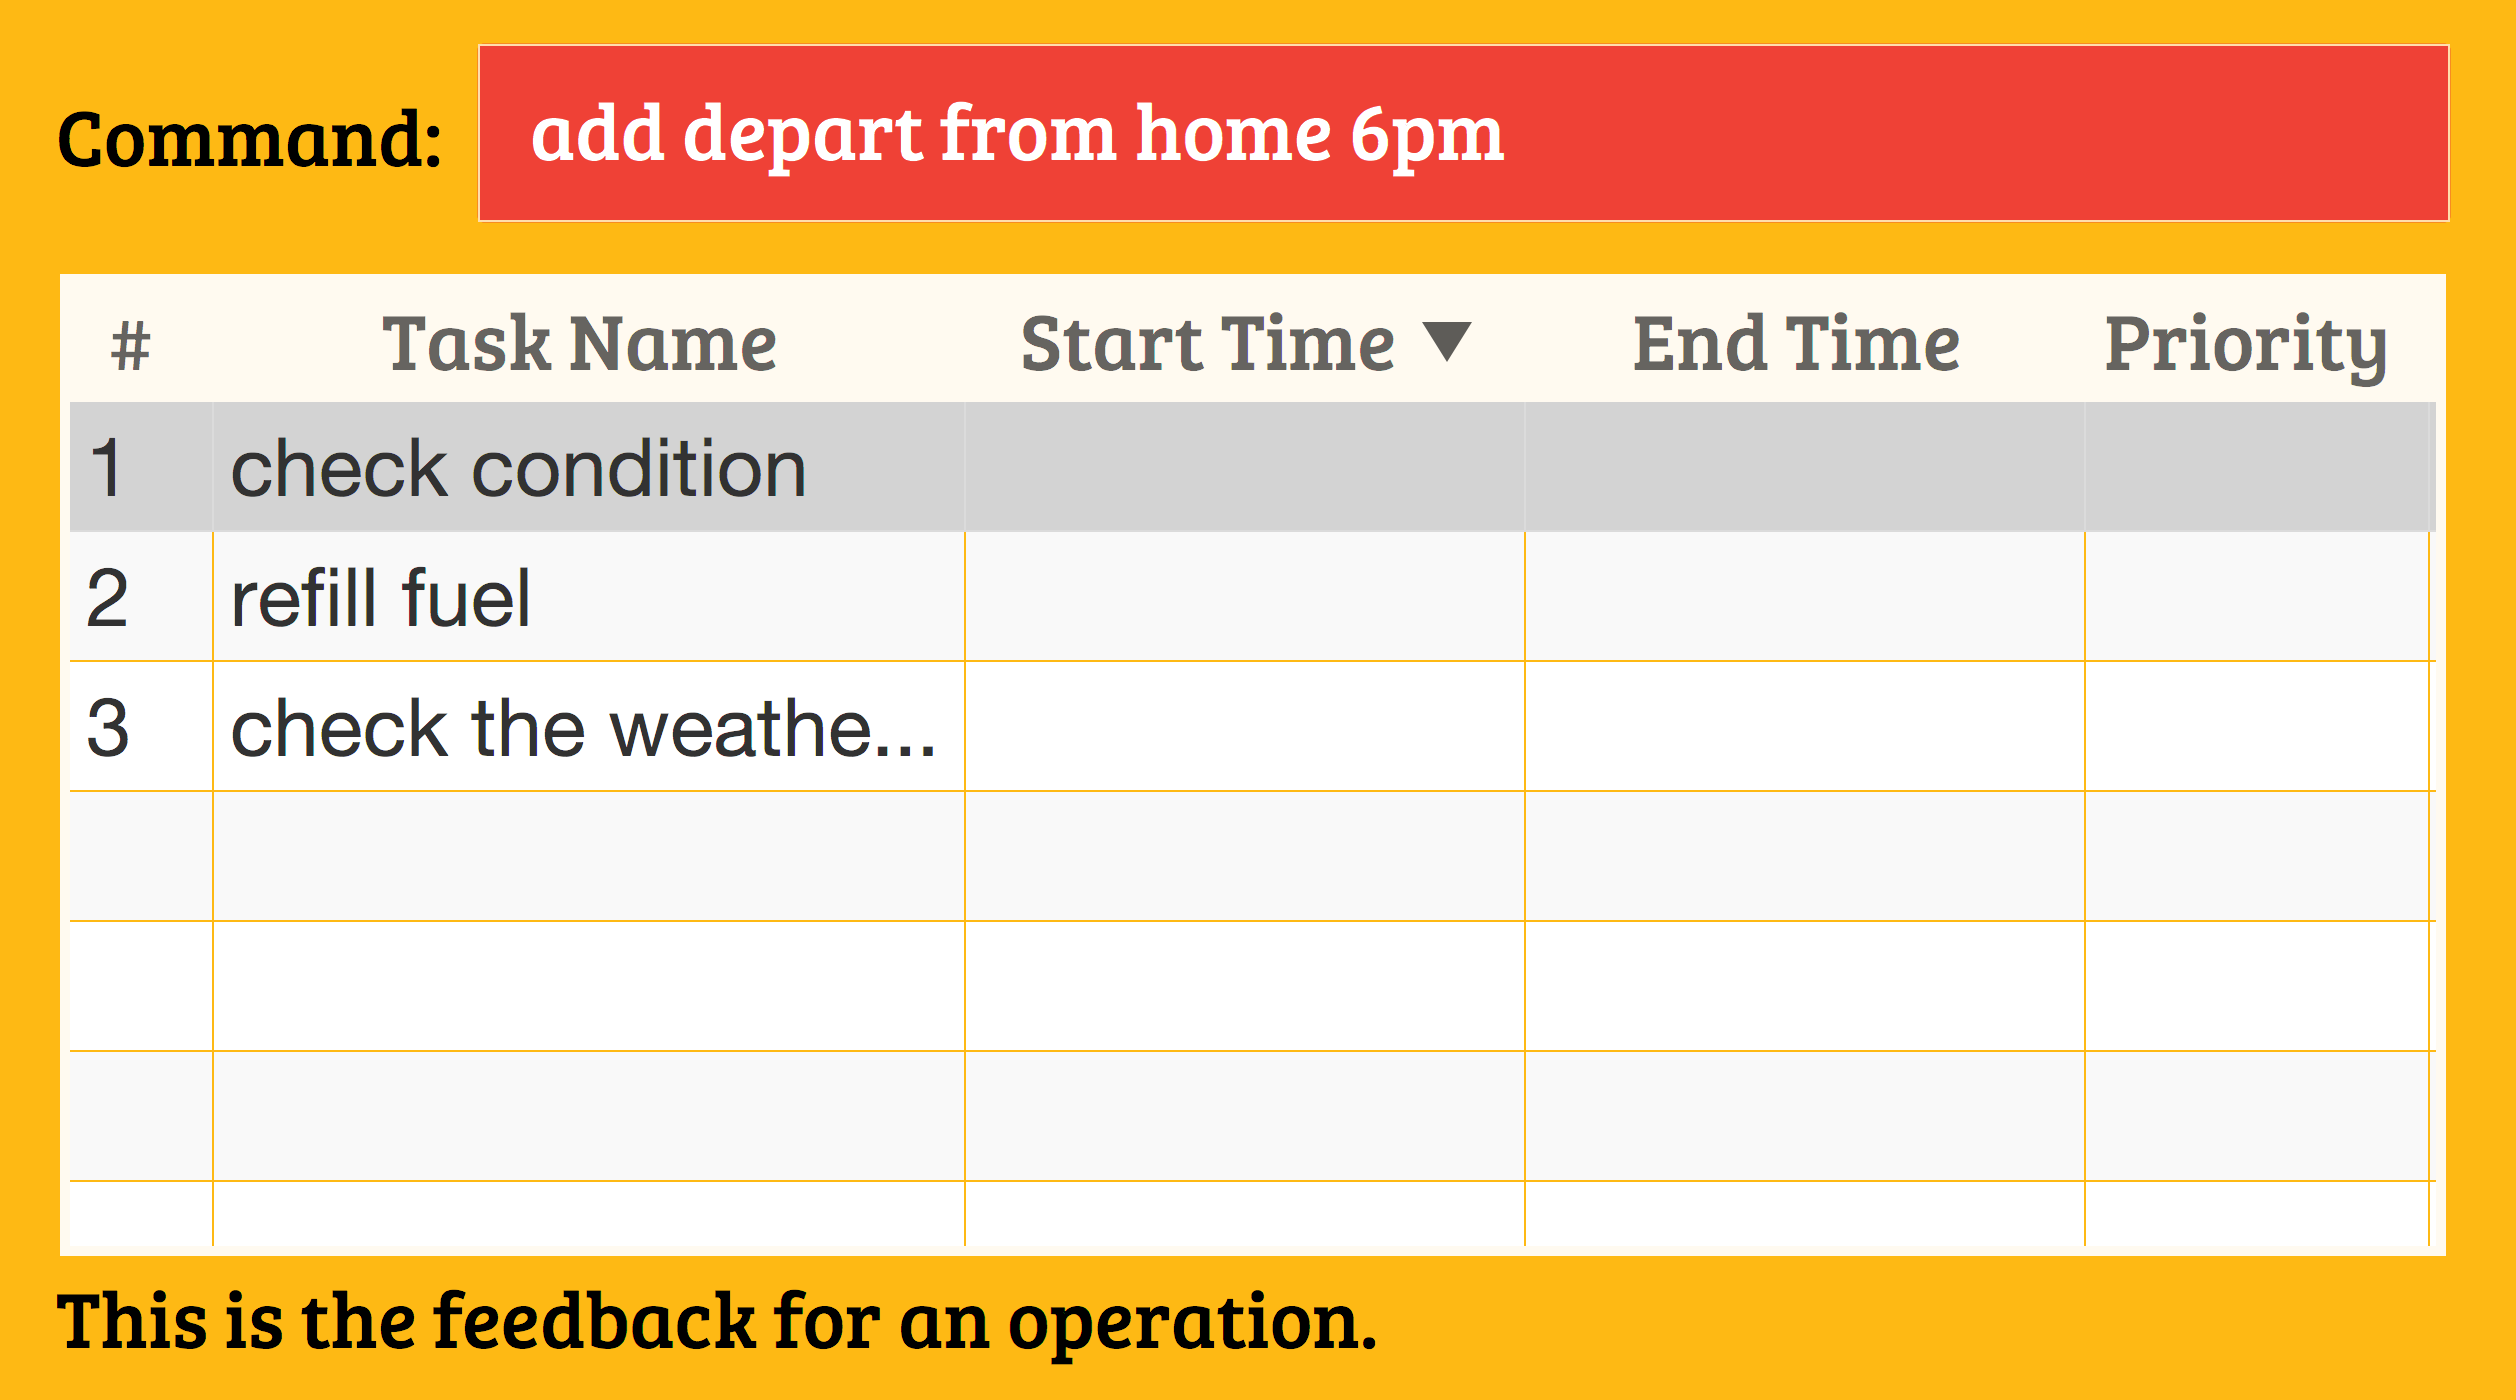 Command: add depart from home 6pm
# Task Name Start Time ▼ End Time Priority
1 check condition
2 refill fuel
3 check the weathe...
This is the feedback for an operation.